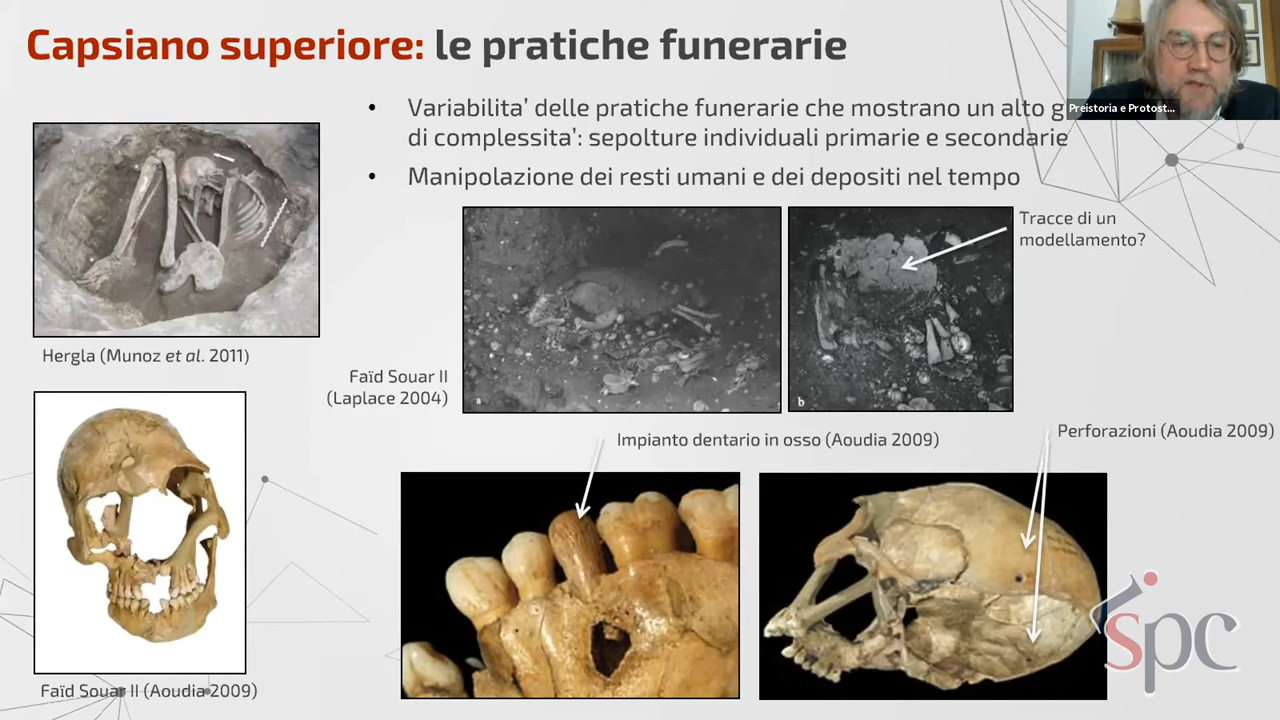 Capsiano superiore: le pratiche funerarie
• Variabilita’ delle pratiche funerarie che mostrano un alto g
di complessita’: sepolture individuali primarie e secondarie
• Manipolazione dei resti umani e dei depositi nel tempo
Preistoria e Protost...
Tracce di un
modellamento?
Hergla (Munoz et al. 2011)
Faïd Souar II
(Laplace 2004)
a
b
Impianto dentario in osso (Aoudia 2009)
Perforazioni (Aoudia 2009)
Faïd Souar II (Aoudia 2009)
spc